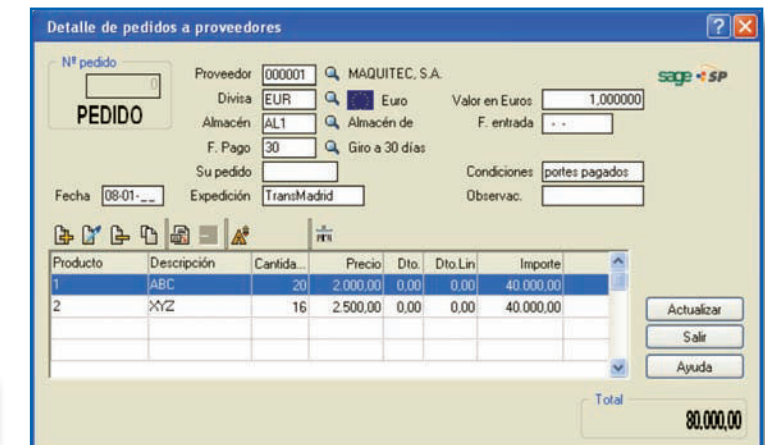 Detalle de pedidos a proveedores
Nº pedido
0
PEDIDO
Proveedor 000001 MAQUITEC, S.A.
sage SP
Divisa EUR Euro Valor en Euros 1,000000
Almacén AL1 Almacén de F. entrada - -
F. Pago 30 Giro a 30 días
Su pedido Condiciones portes pagados
Fecha 08-01-__ Expedición TransMadrid Observac.
Producto Descripción Cantida... Precio Dto. Dto.Lin Importe
1 ABC 20 2.000,00 0,00 0,00 40.000,00
2 XYZ 16 2.500,00 0,00 0,00 40.000,00
Actualizar
Salir
Ayuda
Total
80.000,00